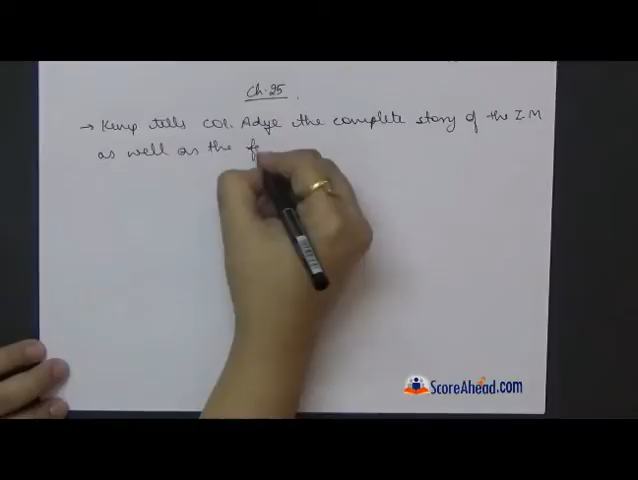 Ch-25
→ Kemp tells COl. Adye the complete story of the I.M
as well as the f
ScoreAhead.com